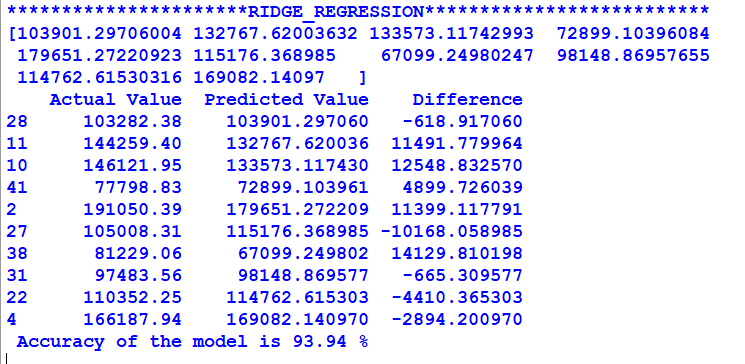 **********************RIDGE_REGRESSION**************************
[103901.29706004 132767.62003632 133573.11742993  72899.10396084
 179651.27220923 115176.368985    67099.24980247  98148.86957655
 114762.61530316 169082.14097   ]
    Actual Value  Predicted Value    Difference
28     103282.38    103901.297060   -618.917060
11     144259.40    132767.620036  11491.779964
10     146121.95    133573.117430  12548.832570
41      77798.83     72899.103961   4899.726039
2      191050.39    179651.272209  11399.117791
27     105008.31    115176.368985 -10168.058985
38      81229.06     67099.249802  14129.810198
31      97483.56     98148.869577   -665.309577
22     110352.25    114762.615303  -4410.365303
4      166187.94    169082.140970  -2894.200970
 Accuracy of the model is 93.94 %